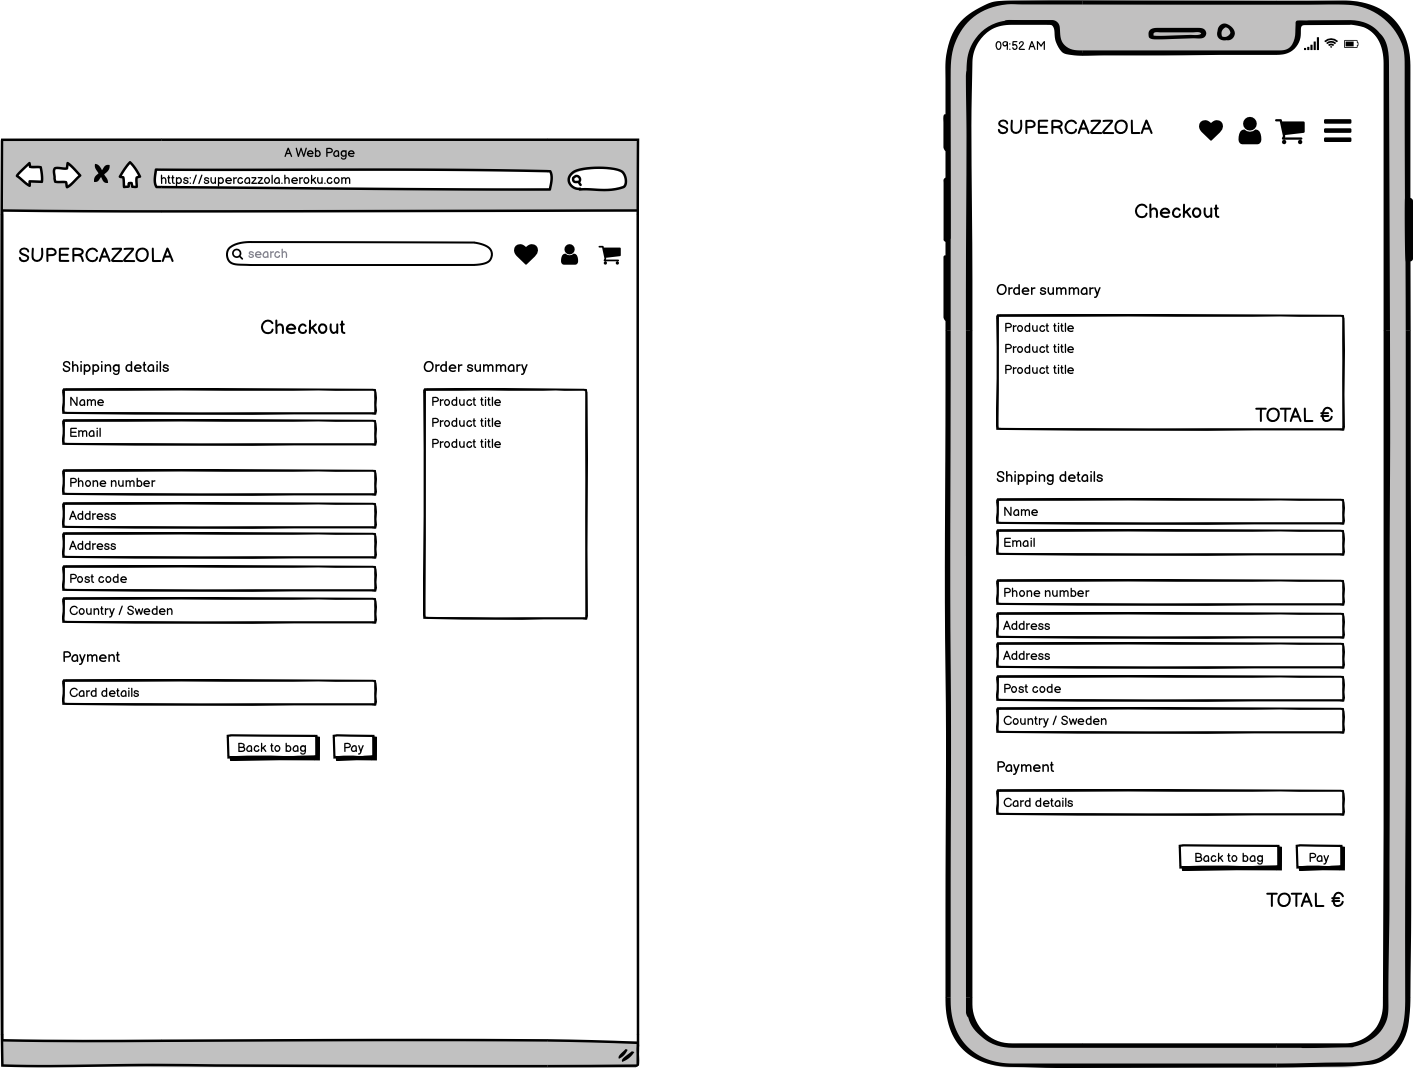 A Web Page
https://supercazzola.heroku.com
SUPERCAZZOLA
search
Checkout
Shipping details
Name
Email
Phone number
Address
Address
Post code
Country / Sweden
Payment
Card details
Back to bag
Pay
Order summary
Product title
Product title
Product title
09:52 AM
SUPERCAZZOLA
Checkout
Order summary
Product title
Product title
Product title
TOTAL €
Shipping details
Name
Email
Phone number
Address
Address
Post code
Country / Sweden
Payment
Card details
Back to bag
Pay
TOTAL €